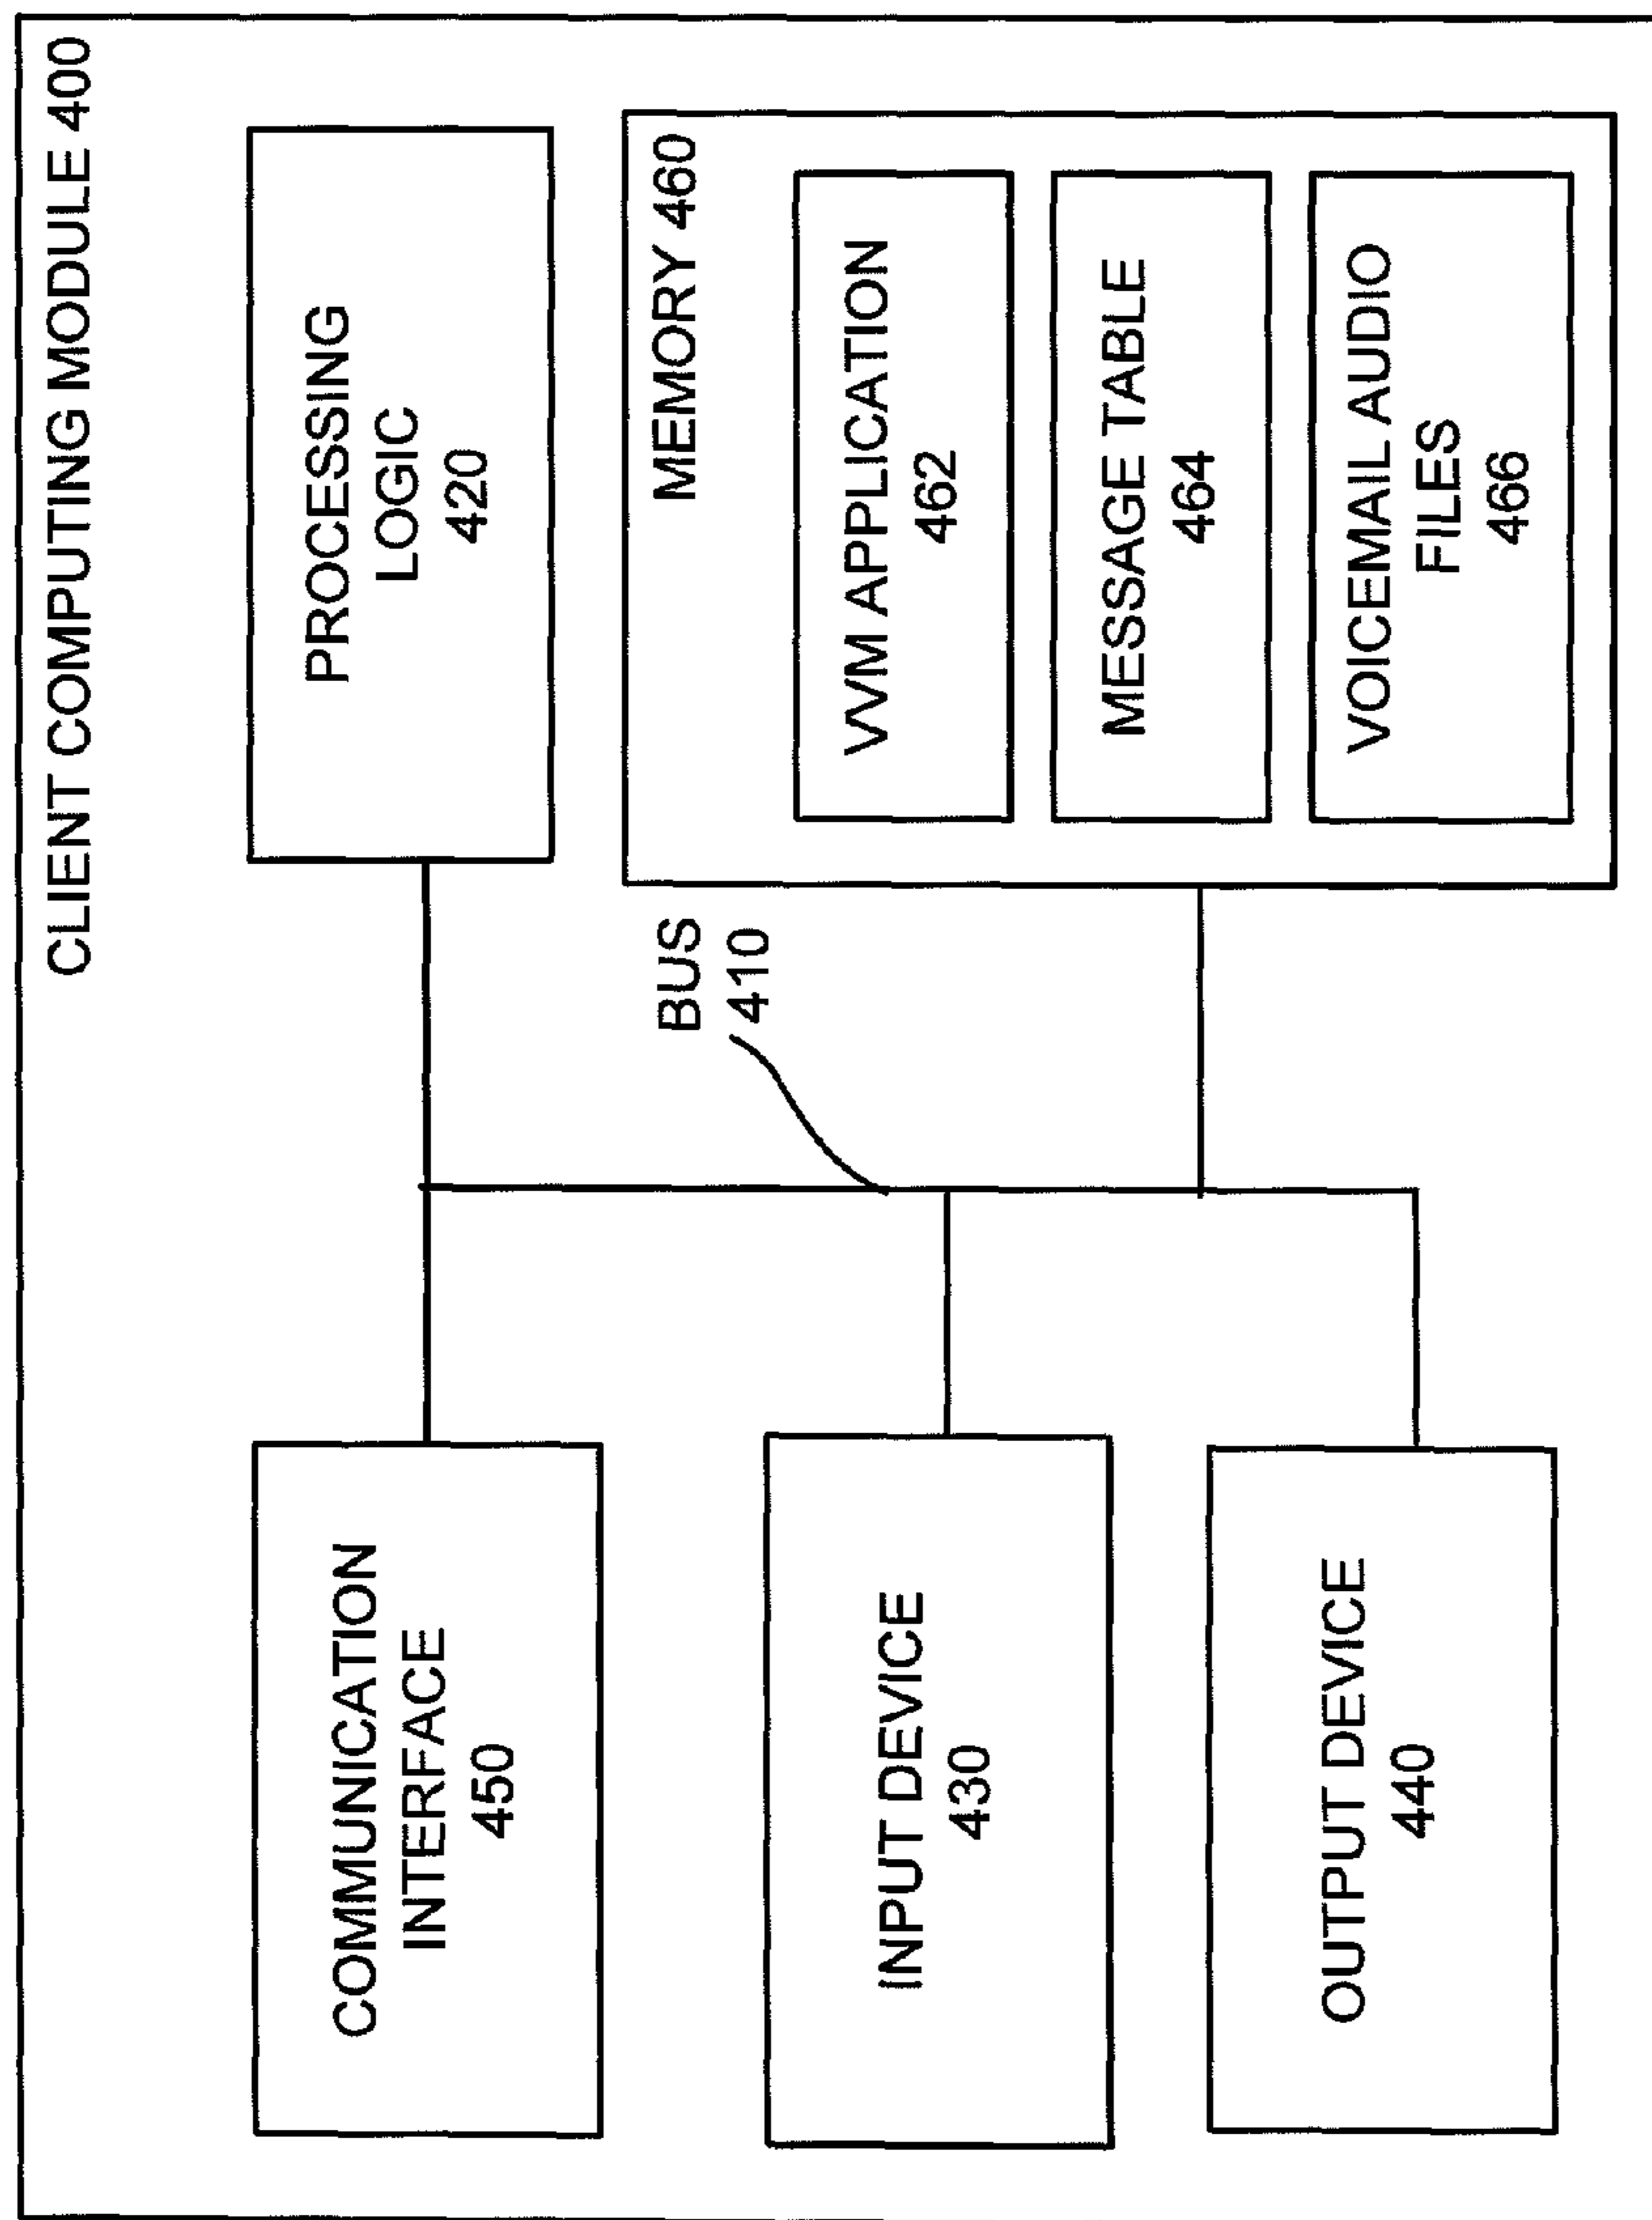 CLIENT COMPUTING MODULE 400
COMMUNICATION
INTERFACE
450
PROCESSING
LOGIC
420
BUS
410
MEMORY 460
INPUT DEVICE
430
VVM APPLICATION
462
MESSAGE TABLE
464
OUTPUT DEVICE
440
VOICEMAIL AUDIO
FILES
466